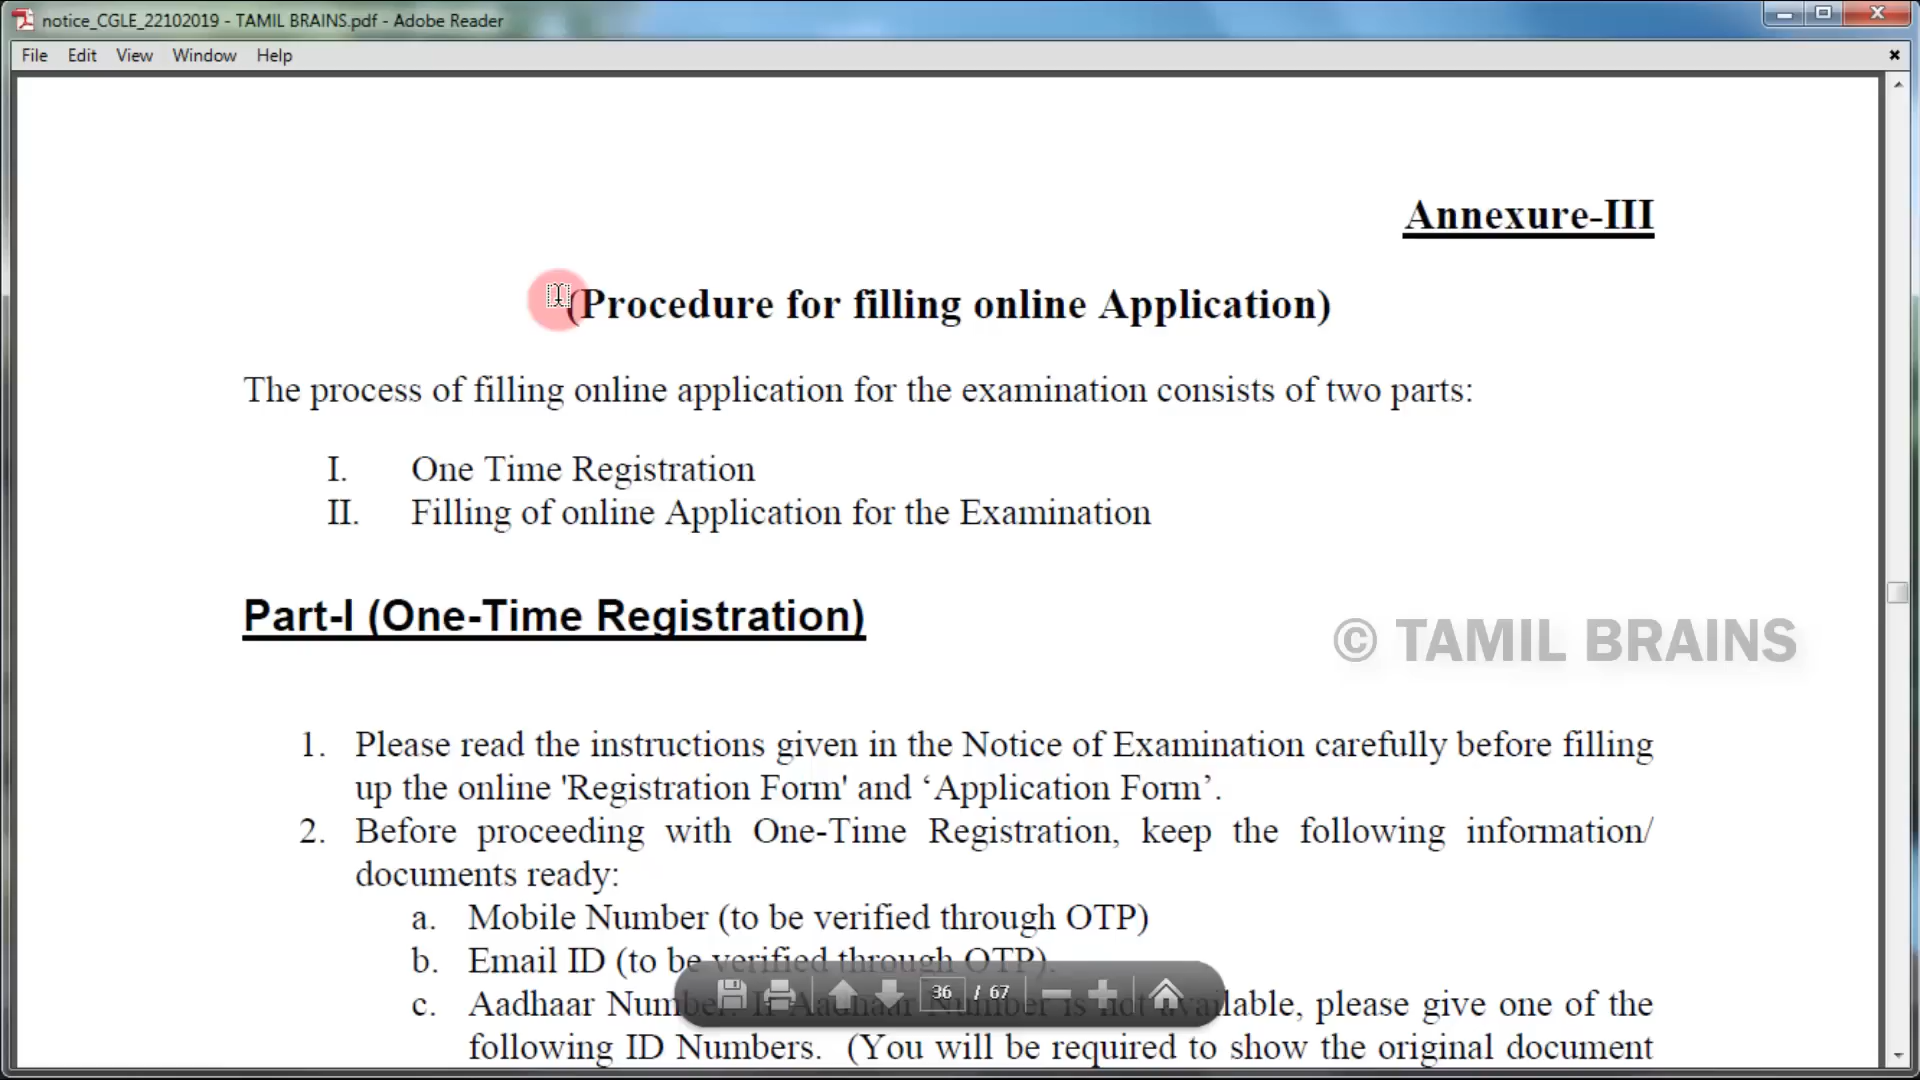 notice_CGLE_22102019 - TAMIL BRAINS.pdf - Adobe Reader
File Edit View Window Help
Annexure-III
(Procedure for filling online Application)
The process of filling online application for the examination consists of two parts:
I. One Time Registration
II. Filling of online Application for the Examination
Part-I (One-Time Registration)
© TAMIL BRAINS
1. Please read the instructions given in the Notice of Examination carefully before filling
up the online 'Registration Form' and ‘Application Form’.
2. Before proceeding with One-Time Registration, keep the following information/
documents ready:
a. Mobile Number (to be verified through OTP)
b. Email ID (to be verified through OTP).
c. Aadhaar Number. If Aadhaar Number is not available, please give one of the
36 / 67
following ID Numbers. (You will be required to show the original document